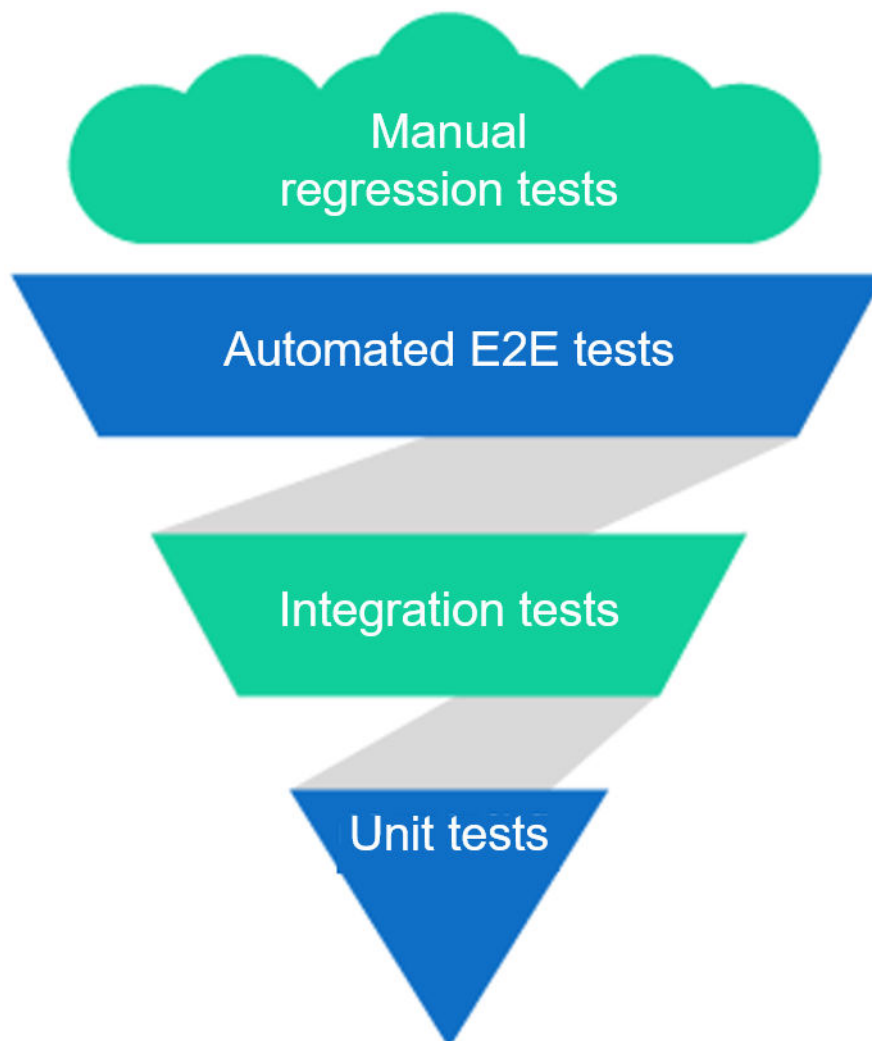 Manual
regression tests
Automated E2E tests
Integration tests
Unit tests